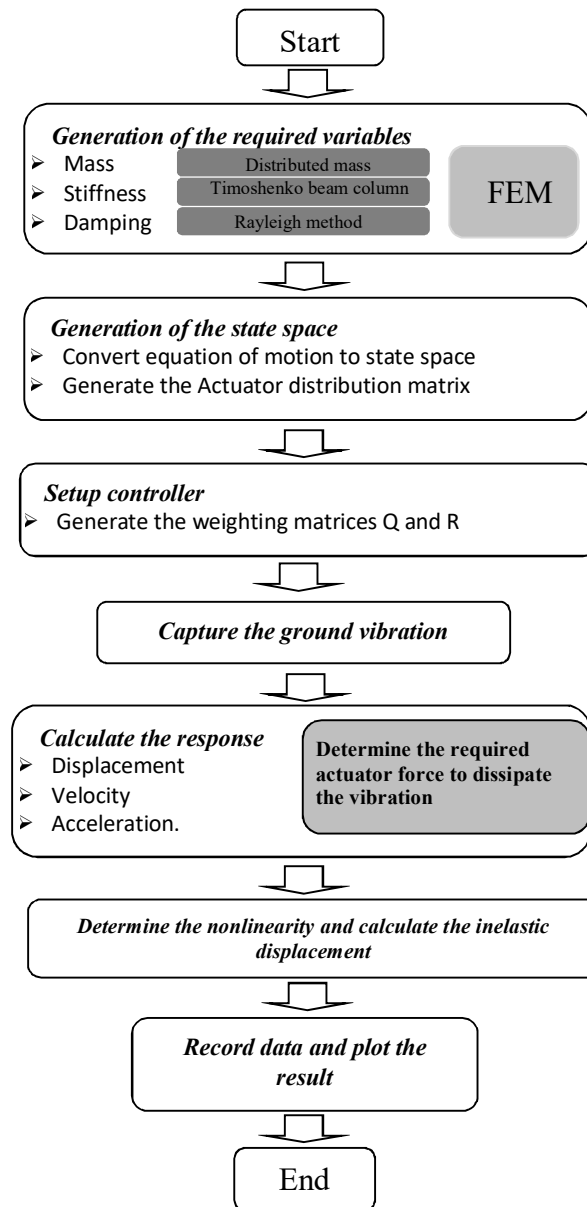 Start
Generation of the required variables
➢ Mass
Distributed mass
➢ Stiffness
Timoshenko beam column
➢ Damping
Rayleigh method
FEM
Generation of the state space
➢ Convert equation of motion to state space
➢ Generate the Actuator distribution matrix
Setup controller
➢ Generate the weighting matrices Q and R
Capture the ground vibration
Calculate the response
➢ Displacement
➢ Velocity
➢ Acceleration.
Determine the required
actuator force to dissipate
the vibration
Determine the nonlinearity and calculate the inelastic
displacement
Record data and plot the
result
End